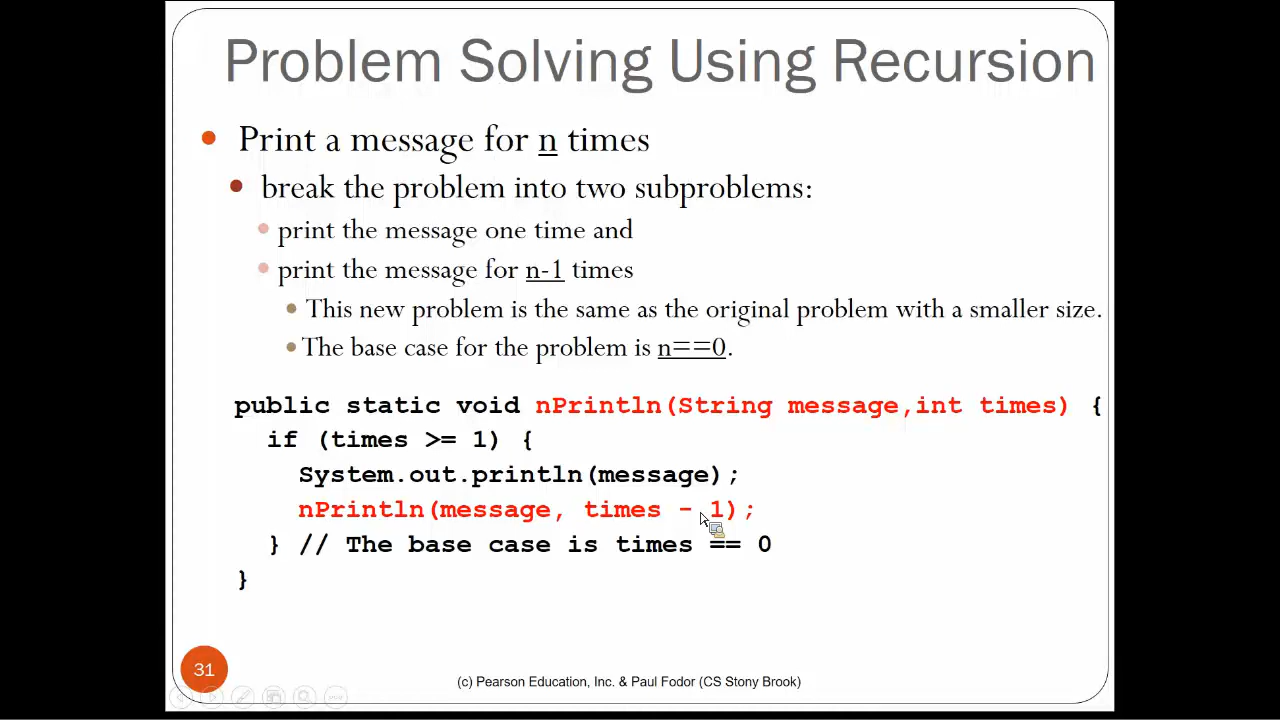 Problem Solving Using Recursion
Print a message for n times
break the problem into two subproblems:
print the message one time and
print the message for n-1 times
This new problem is the same as the original problem with a smaller size.
The base case for the problem is n==0.
public static void nPrintln(String message,int times) {
if (times >= 1) {
System.out.println(message);
nPrintln(message, times - 1);
} // The base case is times == 0
}
31
(c) Pearson Education, Inc. & Paul Fodor (CS Stony Brook)